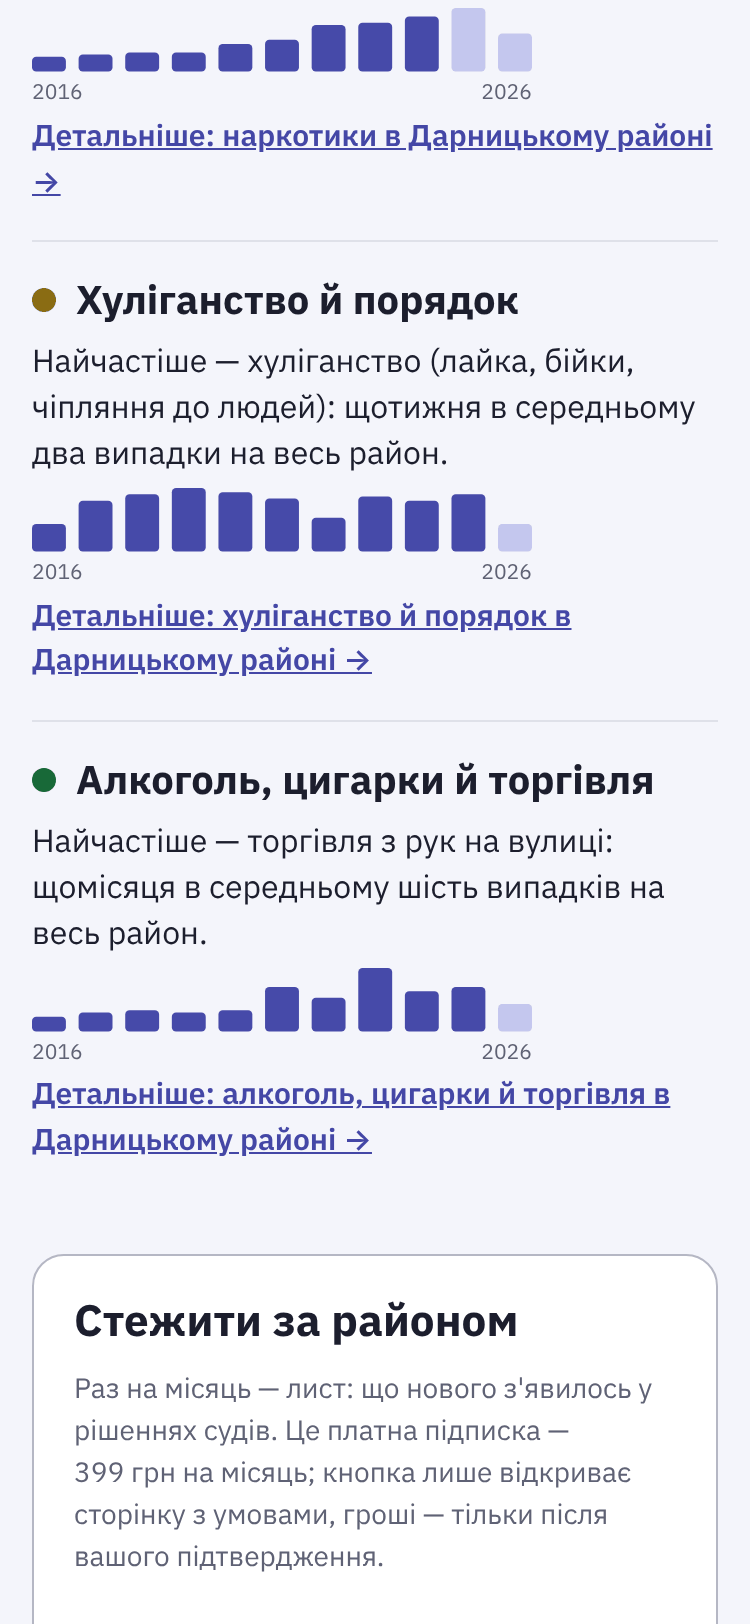 2016 2026
Детальніше: наркотики в Дарницькому районі
→
Хуліганство й порядок
Найчастіше — хуліганство (лайка, бійки,
чіпляння до людей): щотижня в середньому
два випадки на весь район.
2016 2026
Детальніше: хуліганство й порядок в
Дарницькому районі →
Алкоголь, цигарки й торгівля
Найчастіше — торгівля з рук на вулиці:
щомісяця в середньому шість випадків на
весь район.
2016 2026
Детальніше: алкоголь, цигарки й торгівля в
Дарницькому районі →
Стежити за районом
Раз на місяць — лист: що нового з'явилось у
рішеннях судів. Це платна підписка —
399 грн на місяць; кнопка лише відкриває
сторінку з умовами, гроші — тільки після
вашого підтвердження.